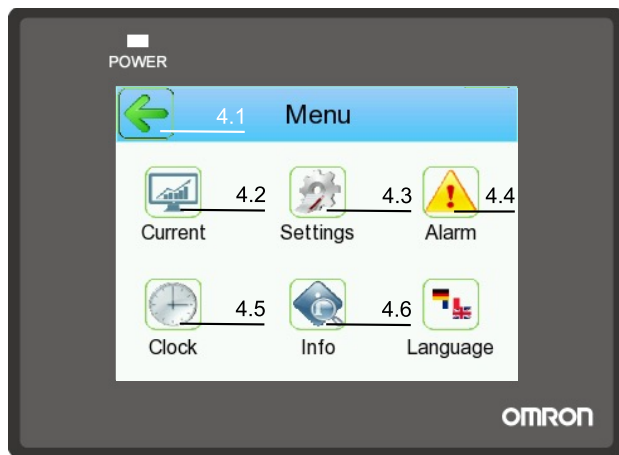 POWER
4.1 Menu
4.2 4.3 4.4
Current Settings Alarm
4.5 4.6
Clock Info Language
OMRON